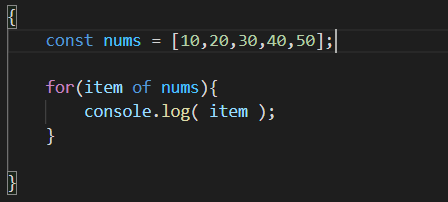 {
const nums = [10,20,30,40,50];
for(item of nums){
console.log( item );
}
}